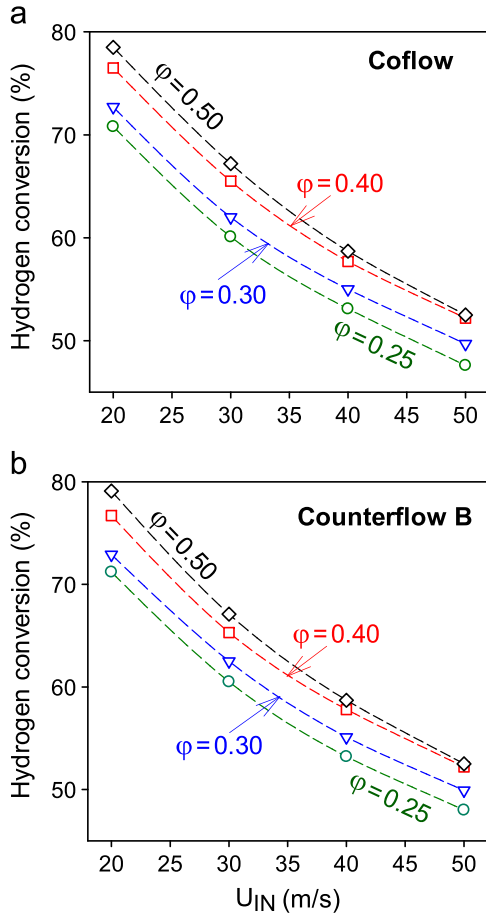 a
80
Coflow
φ=0.50
70
φ=0.40
60
φ=0.30
φ=0.25
50
Hydrogen conversion (%)
20 25 30 35 40 45 50
b
80
Counterflow B
φ=0.50
70
φ=0.40
60
φ=0.30
φ=0.25
50
Hydrogen conversion (%)
20 25 30 35 40 45 50
UIN (m/s)